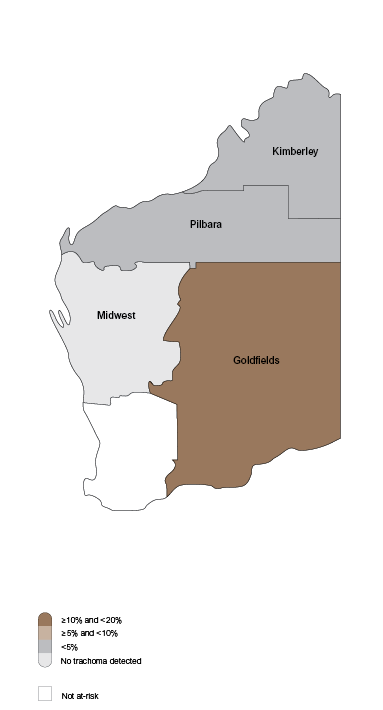 Kimberley
Pilbara
Midwest
Goldfields
≥10% and <20%
≥5% and <10%
<5%
No trachoma detected
Not at-risk